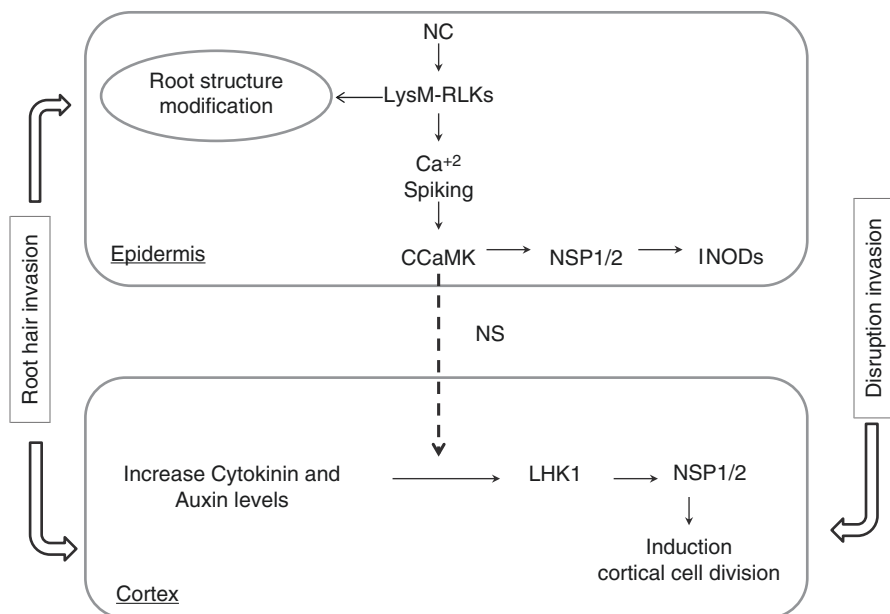 NC
Root structure
modification
LysM-RLKs
Ca+2
Spiking
Epidermis
CCaMK
NSP1/2
INODs
Root hair invasion
Disruption invasion
NS
Increase Cytokinin and
Auxin levels
LHK1
NSP1/2
Induction
cortical cell division
Cortex